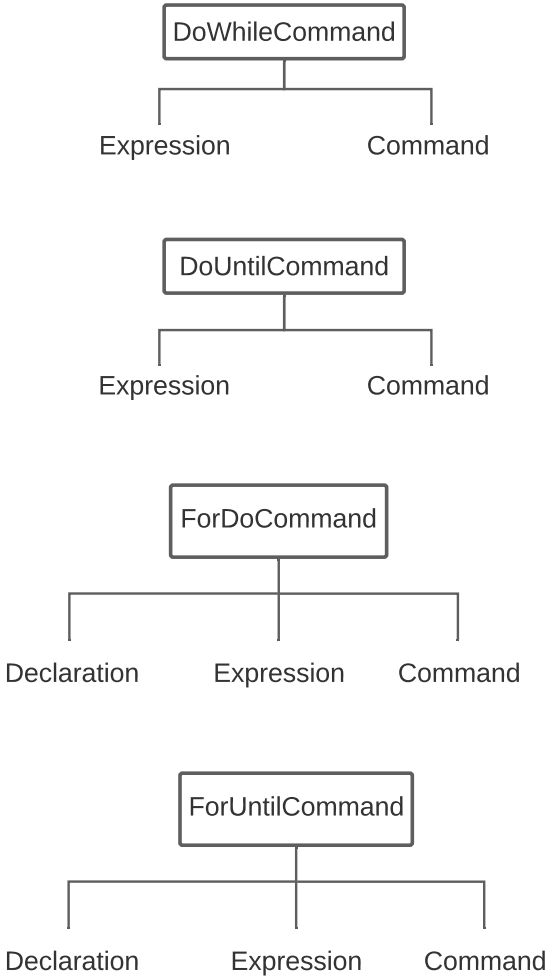 DoWhileCommand
Expression Command
DoUntilCommand
Expression Command
ForDoCommand
Declaration Expression Command
ForUntilCommand
Declaration Expression Command